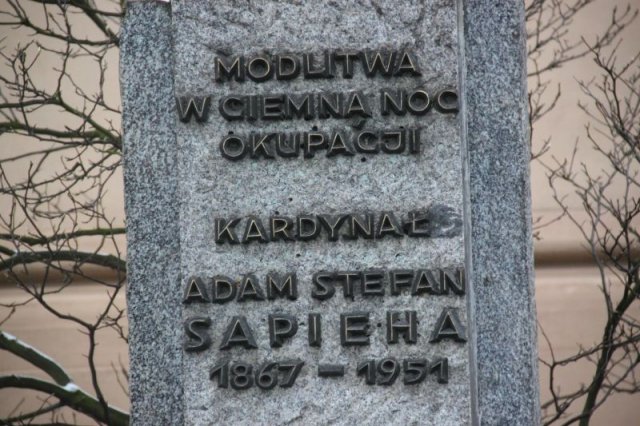 MODLITWA
W CIEMNĄ NOC
OKUPACJI
KARDYNAŁ
ADAM STEFAN
SAPIEHA
1867 – 1951